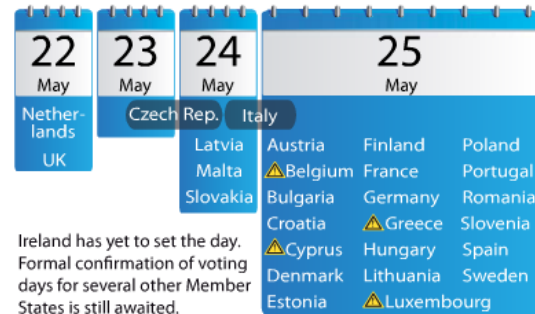 22
May
Nether-
lands
UK
23
May
Czech Rep.
24
May
Italy
Latvia
Malta
Slovakia
25
May
Austria
Belgium
Bulgaria
Croatia
Cyprus
Denmark
Estonia
Finland
France
Germany
Greece
Hungary
Lithuania
Luxembourg
Poland
Portugal
Romania
Slovenia
Spain
Sweden
Ireland has yet to set the day.
Formal confirmation of voting
days for several other Member
States is still awaited.